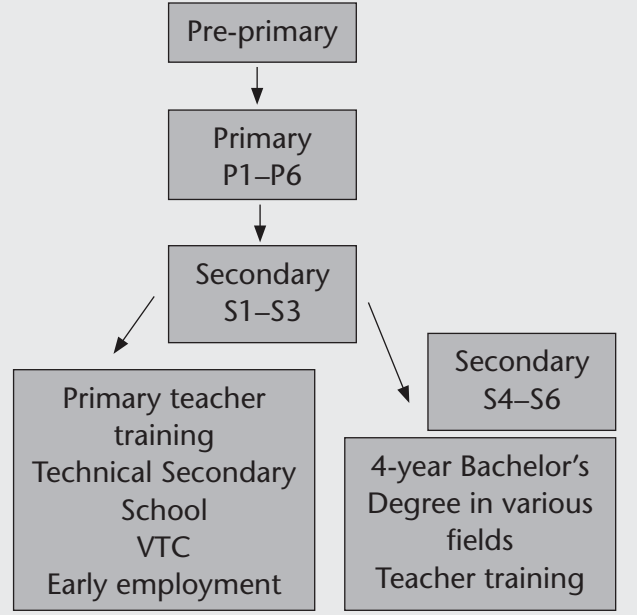 Pre-primary
Primary
P1–P6
Secondary
S1–S3
Primary teacher
training
Technical Secondary
School
VTC
Early employment
Secondary
S4–S6
4-year Bachelor’s
Degree in various
fields
Teacher training